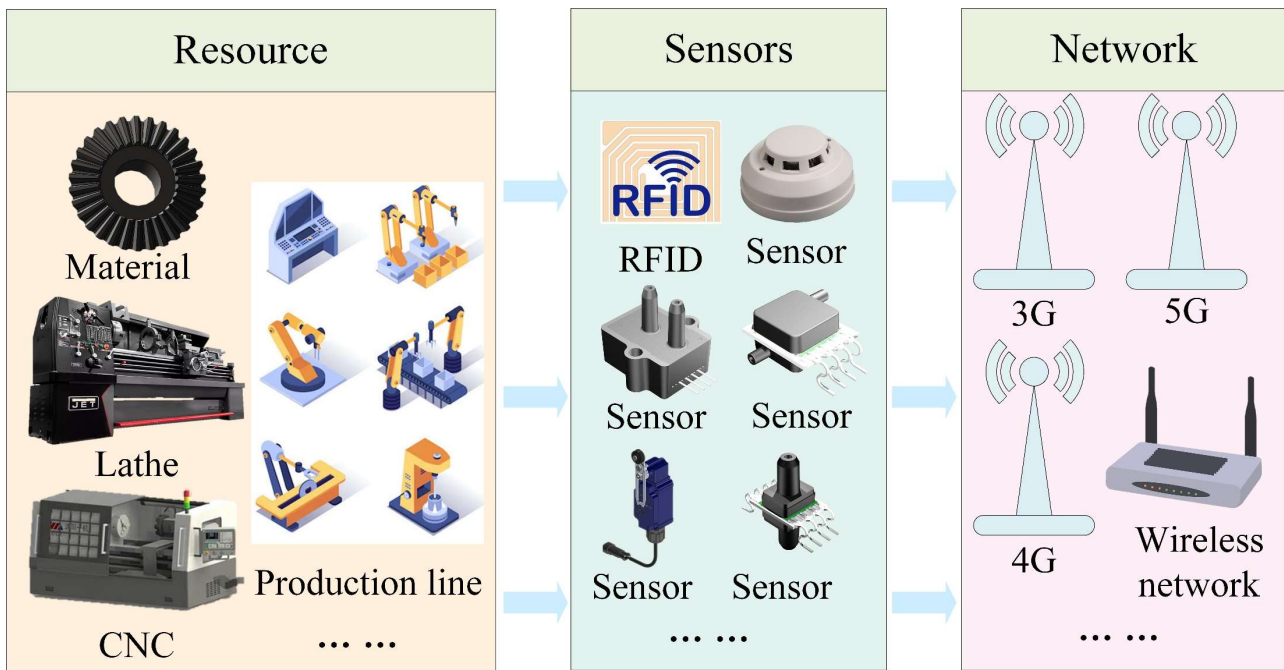 Resource
Material
JET
Lathe
CNC
Production line
... ...
Sensors
RFID
RFID
Sensor
Sensor
Sensor
Sensor
Sensor
... ...
Network
3G
5G
4G
Wireless
network
... ...